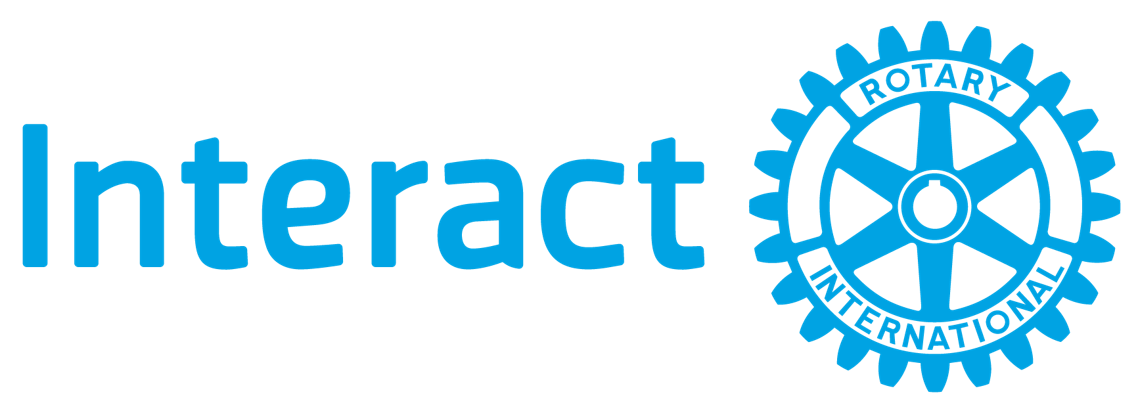 Interact
ROTARY
INTERNATIONAL